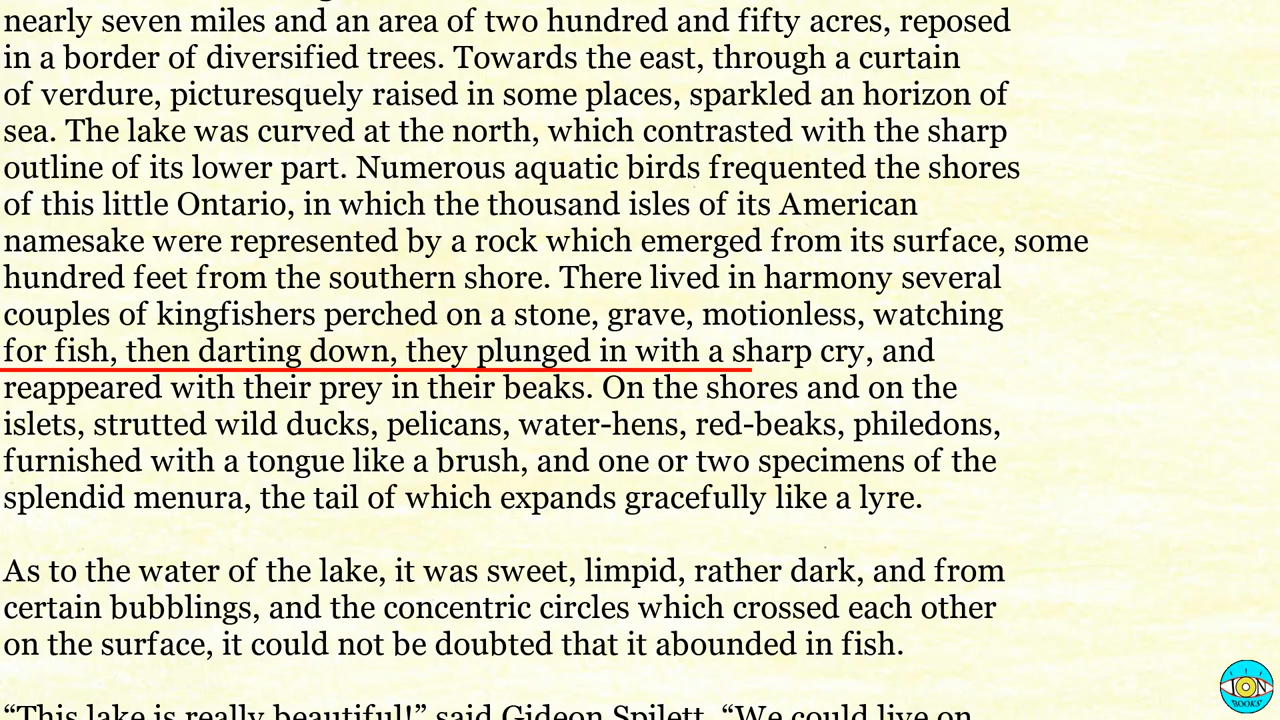 nearly seven miles and an area of two hundred and fifty acres, reposed
in a border of diversified trees. Towards the east, through a curtain
of verdure, picturesquely raised in some places, sparkled an horizon of
sea. The lake was curved at the north, which contrasted with the sharp
outline of its lower part. Numerous aquatic birds frequented the shores
of this little Ontario, in which the thousand isles of its American
namesake were represented by a rock which emerged from its surface, some
hundred feet from the southern shore. There lived in harmony several
couples of kingfishers perched on a stone, grave, motionless, watching
for fish, then darting down, they plunged in with a sharp cry, and
reappeared with their prey in their beaks. On the shores and on the
islets, strutted wild ducks, pelicans, water-hens, red-beaks, philedons,
furnished with a tongue like a brush, and one or two specimens of the
splendid menura, the tail of which expands gracefully like a lyre.
As to the water of the lake, it was sweet, limpid, rather dark, and from
certain bubblings, and the concentric circles which crossed each other
on the surface, it could not be doubted that it abounded in fish.
“This lake is really beautiful!” said Gideon Spilett. “We could live on
ION
BOOKS